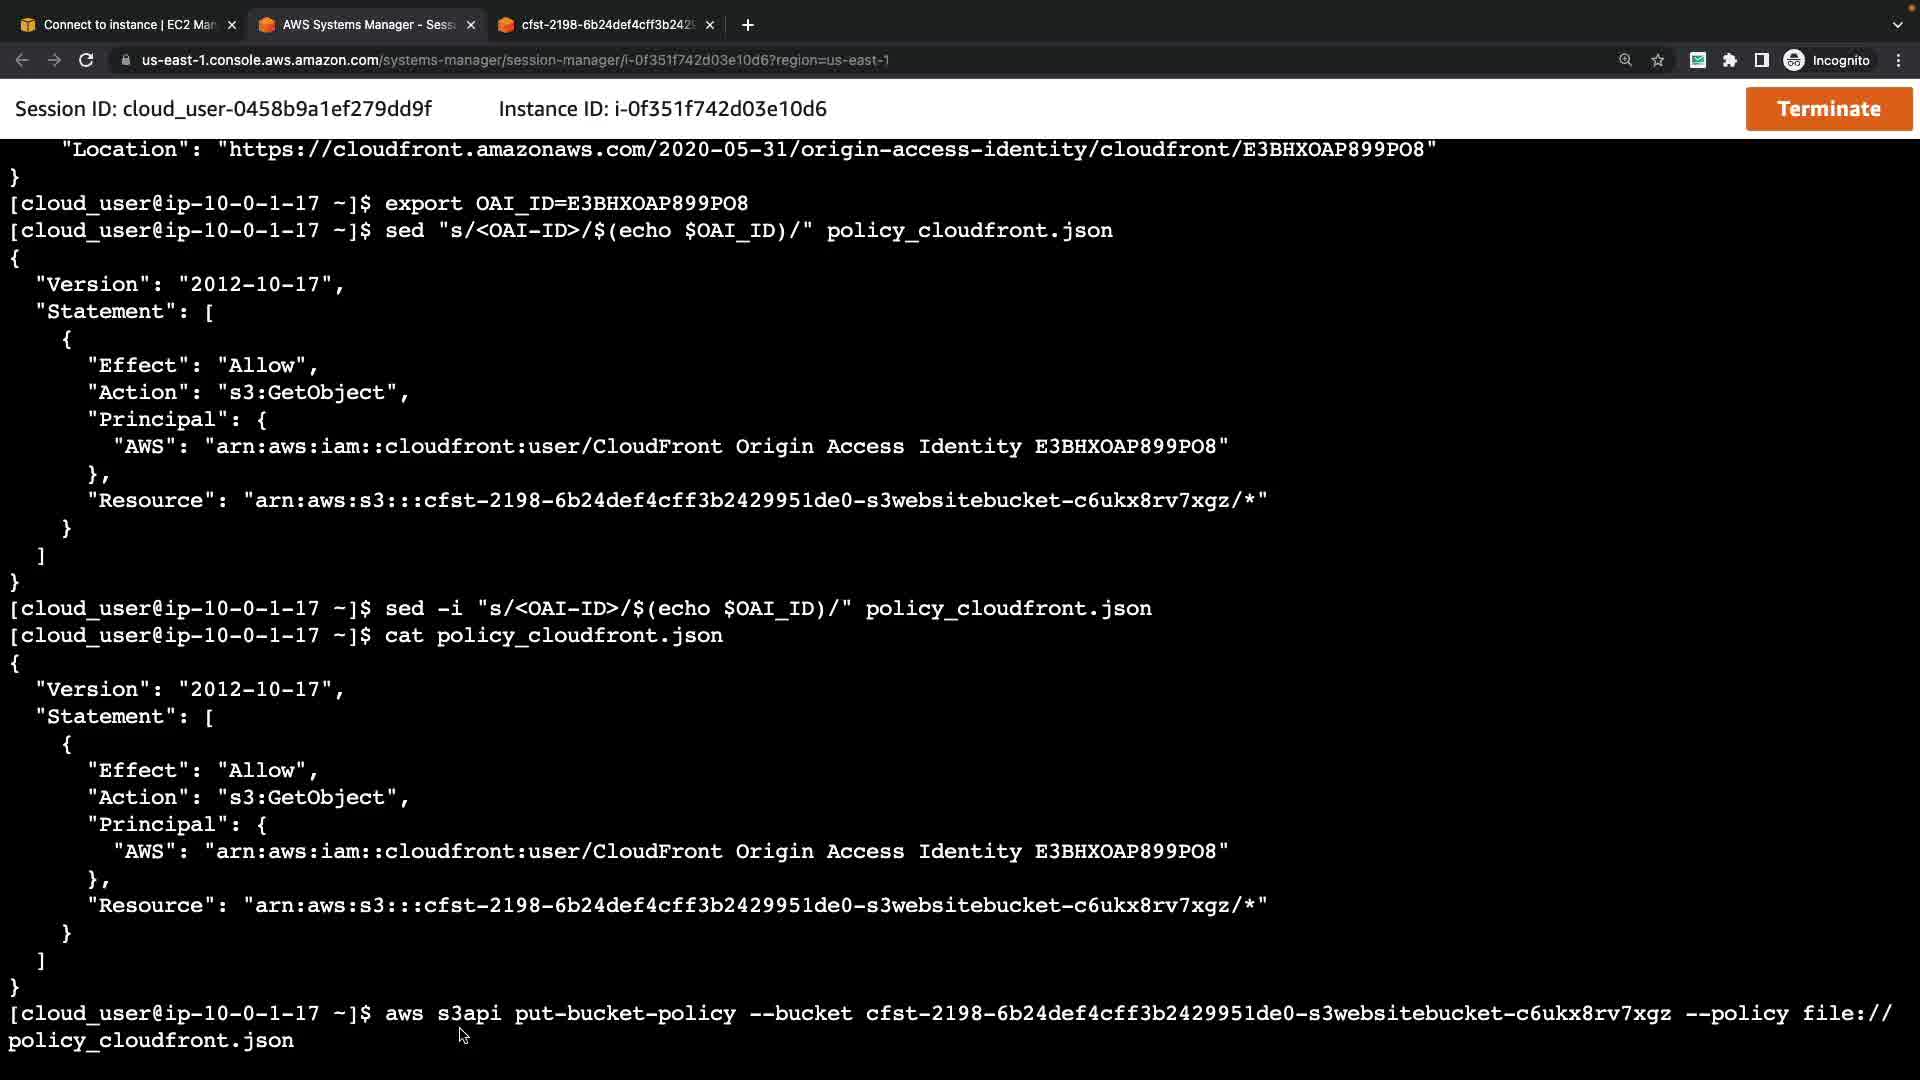 Connect to instance | EC2 Man
AWS Systems Manager - Sess
cfst-2198-6b24def4cff3b2429
us-east-1.console.aws.amazon.com/systems-manager/session-manager/i-0f351f742d03e10d6?region=us-east-1
Incognito
Session ID: cloud_user-0458b9a1ef279dd9f
Instance ID: i-0f351f742d03e10d6
Terminate
"Location": "https://cloudfront.amazonaws.com/2020-05-31/origin-access-identity/cloudfront/E3BHXOAP899PO8"
}
[cloud_user@ip-10-0-1-17 ~]$ export OAI_ID=E3BHXOAP899PO8
[cloud_user@ip-10-0-1-17 ~]$ sed "s/<OAI-ID>/$(echo $OAI_ID)/" policy_cloudfront.json
{
"Version": "2012-10-17",
"Statement": [
{
"Effect": "Allow",
"Action": "s3:GetObject",
"Principal": {
"AWS": "arn:aws:iam::cloudfront:user/CloudFront Origin Access Identity E3BHXOAP899PO8"
},
"Resource": "arn:aws:s3:::cfst-2198-6b24def4cff3b2429951de0-s3websitebucket-c6ukx8rv7xgz/*"
}
]
}
[cloud_user@ip-10-0-1-17 ~]$ sed -i "s/<OAI-ID>/$(echo $OAI_ID)/" policy_cloudfront.json
[cloud_user@ip-10-0-1-17 ~]$ cat policy_cloudfront.json
{
"Version": "2012-10-17",
"Statement": [
{
"Effect": "Allow",
"Action": "s3:GetObject",
"Principal": {
"AWS": "arn:aws:iam::cloudfront:user/CloudFront Origin Access Identity E3BHXOAP899PO8"
},
"Resource": "arn:aws:s3:::cfst-2198-6b24def4cff3b2429951de0-s3websitebucket-c6ukx8rv7xgz/*"
}
]
}
[cloud_user@ip-10-0-1-17 ~]$ aws s3api put-bucket-policy --bucket cfst-2198-6b24def4cff3b2429951de0-s3websitebucket-c6ukx8rv7xgz --policy file://
policy_cloudfront.json